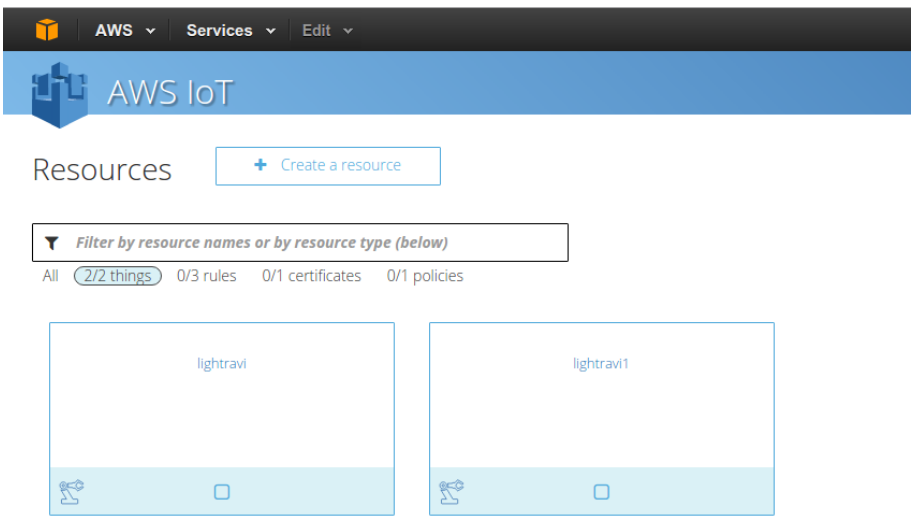 AWS Services Edit
AWS IoT
Resources + Create a resource
Filter by resource names or by resource type (below)
All 2/2 things 0/3 rules 0/1 certificates 0/1 policies
lightravi lightravi1